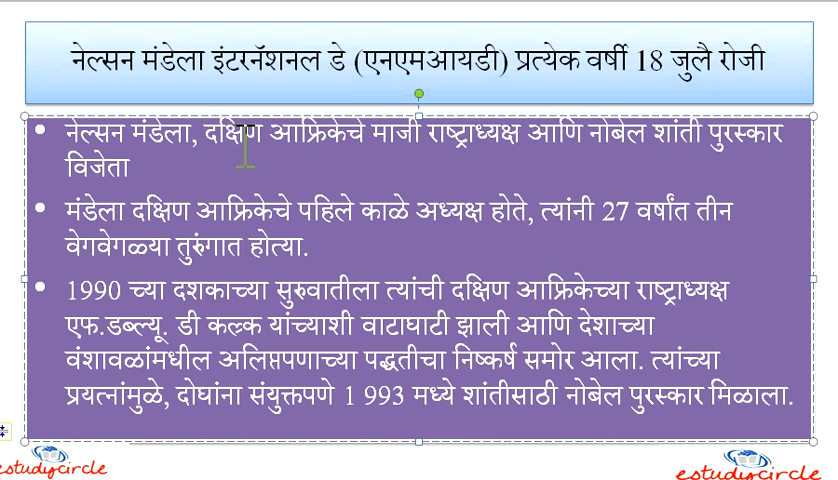 नेल्सन मंडेला इंटरनॅशनल डे (एनएमआयडी) प्रत्येक वर्षी 18 जुलै रोजी
• नेल्सन मंडेला, दक्षिण आफ्रिकेचे माजी राष्ट्राध्यक्ष आणि नोबेल शांती पुरस्कार
विजेता
• मंडेला दक्षिण आफ्रिकेचे पहिले काळे अध्यक्ष होते, त्यांनी 27 वर्षांत तीन
वेगवेगळ्या तुरुंगात होत्या.
• 1990 च्या दशकाच्या सुरुवातीला त्यांची दक्षिण आफ्रिकेच्या राष्ट्राध्यक्ष
एफ.डब्ल्यू. डी कल्र्क यांच्याशी वाटाघाटी झाली आणि देशाच्या
वंशावळांमधील अलिप्तपणाच्या पद्धतीचा निष्कर्ष समोर आला. त्यांच्या
प्रयत्नांमुळे, दोघांना संयुक्तपणे 1 993 मध्ये शांतीसाठी नोबेल पुरस्कार मिळाला.
estudycircle
estudycircle